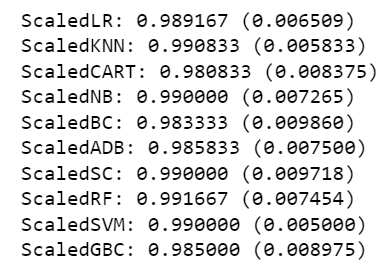 ScaledLR: 0.989167 (0.006509)
ScaledKNN: 0.990833 (0.005833)
ScaledCART: 0.980833 (0.008375)
ScaledNB: 0.990000 (0.007265)
ScaledBC: 0.983333 (0.009860)
ScaledADB: 0.985833 (0.007500)
ScaledSC: 0.990000 (0.009718)
ScaledRF: 0.991667 (0.007454)
ScaledSVM: 0.990000 (0.005000)
ScaledGBC: 0.985000 (0.008975)